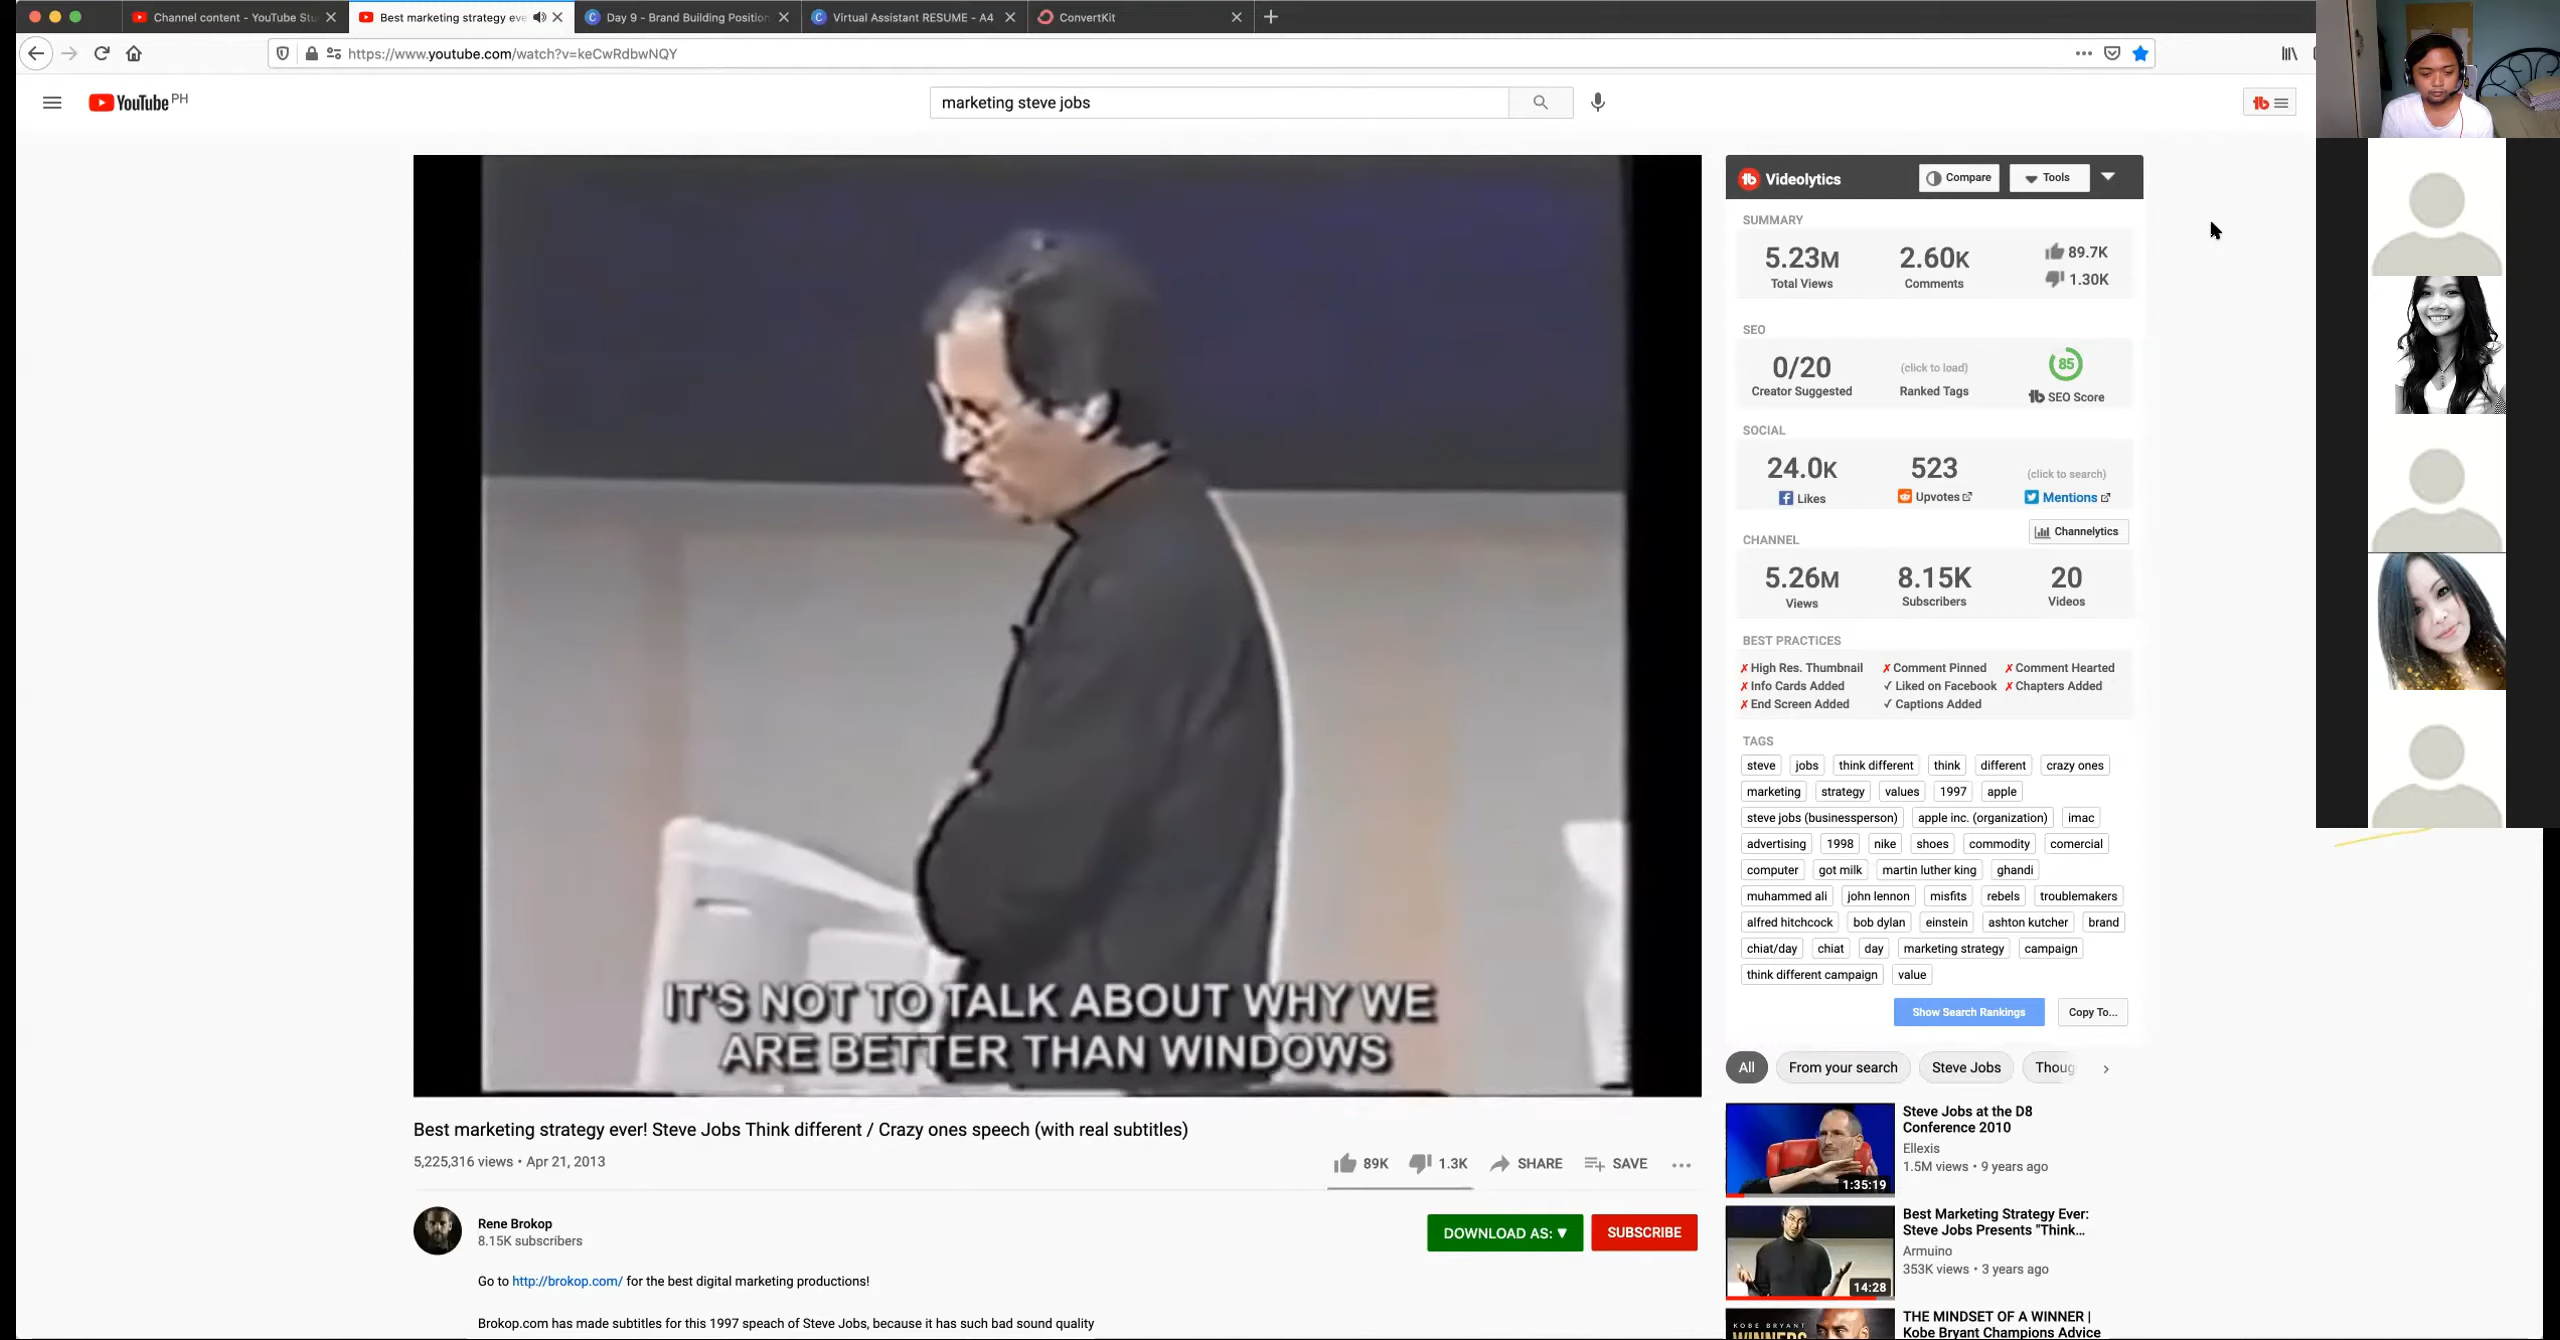 Channel content - YouTube Stu
Best marketing strategy eve
Day 9 - Brand Building Position
Virtual Assistant RESUME - A4
ConvertKit
https://www.youtube.com/watch?v=keCwRdbwNQY
YouTube PH
marketing steve jobs
IT'S NOT TO TALK ABOUT WHY WE
ARE BETTER THAN WINDOWS
Best marketing strategy ever! Steve Jobs Think different / Crazy ones speech (with real subtitles)
5,225,316 views • Apr 21, 2013
89K 1.3K SHARE SAVE
Rene Brokop
8.15K subscribers
DOWNLOAD AS: ▼ SUBSCRIBE
Go to http://brokop.com/ for the best digital marketing productions!
Brokop.com has made subtitles for this 1997 speach of Steve Jobs, because it has such bad sound quality
Videolytics Compare Tools
SUMMARY
5.23M 2.60K 89.7K
Total Views Comments 1.30K
SEO
0/20 (click to load) 85
Creator Suggested Ranked Tags SEO Score
SOCIAL
24.0K 523 (click to search)
Likes Upvotes Mentions
CHANNEL Channelytics
5.26M 8.15K 20
Views Subscribers Videos
BEST PRACTICES
✗ High Res. Thumbnail ✗ Comment Pinned ✗ Comment Hearted
✗ Info Cards Added ✓ Liked on Facebook ✗ Chapters Added
✗ End Screen Added ✓ Captions Added
TAGS
steve jobs think different think different crazy ones
marketing strategy values 1997 apple
steve jobs (businessperson) apple inc. (organization) imac
advertising 1998 nike shoes commodity comercial
computer got milk martin luther king ghandi
muhammed ali john lennon misfits rebels troublemakers
alfred hitchcock bob dylan einstein ashton kutcher brand
chiat/day chiat day marketing strategy campaign
think different campaign value
Show Search Rankings Copy To...
All From your search Steve Jobs Thoug
Steve Jobs at the D8
Conference 2010
Ellexis
1.5M views • 9 years ago
1:35:19
Best Marketing Strategy Ever:
Steve Jobs Presents "Think...
Armuino
353K views • 3 years ago
14:28
THE MINDSET OF A WINNER |
Kobe Bryant Champions Advice
KOBE BRYANT
WINNERS